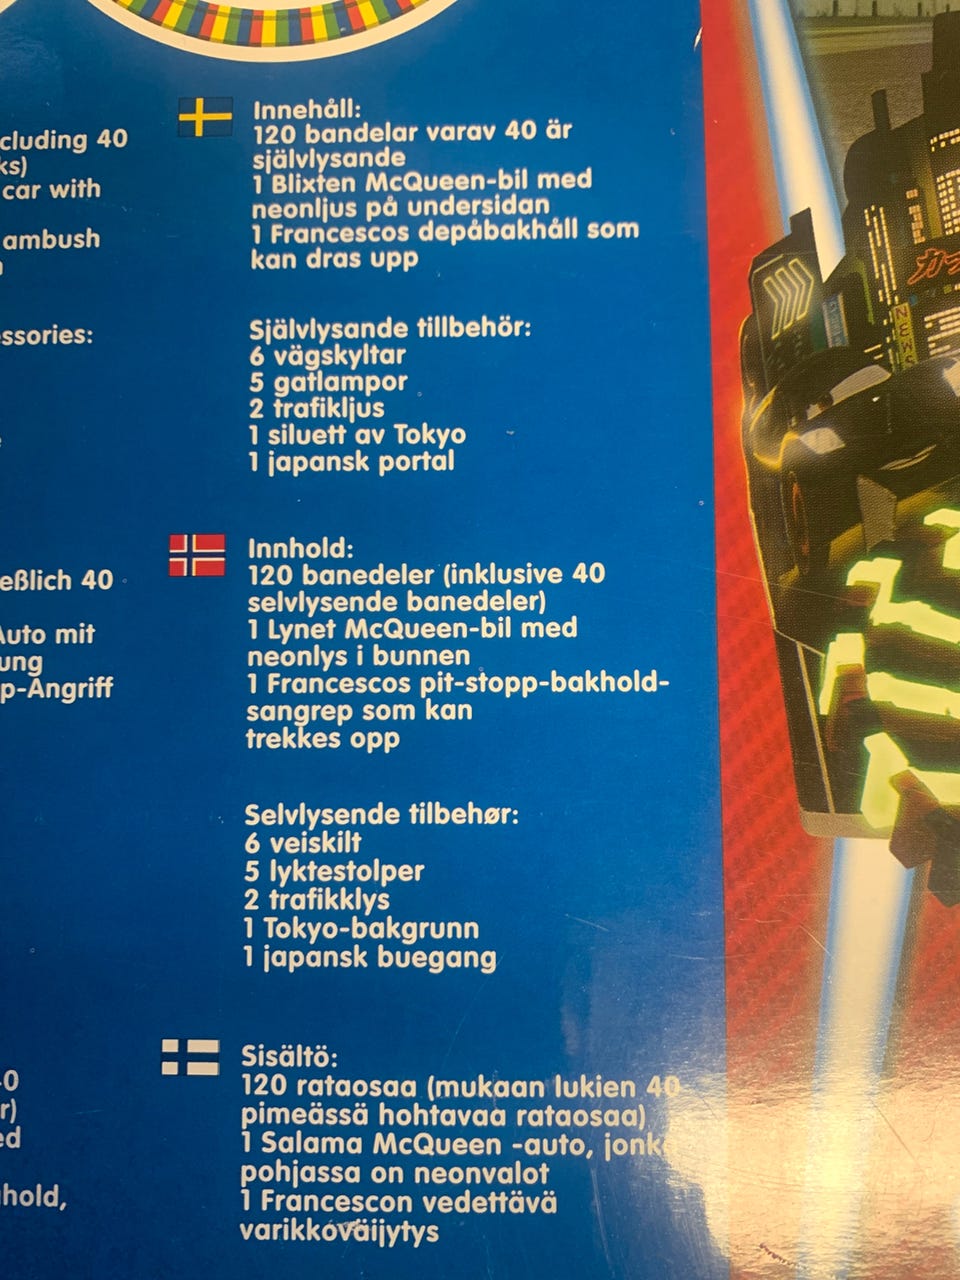 cluding 40
ks)
car with
ambush
ssories:
eßlich 40
Auto mit
ung
p-Angriff
r)
ed
hold,
Innehåll:
120 bandelar varav 40 är
självlysande
1 Blixten McQueen-bil med
neonljus på undersidan
1 Francescos depåbakhåll som
kan dras upp
Självlysande tillbehör:
6 vägskyltar
5 gatlampor
2 trafikljus
1 siluett av Tokyo
1 japansk portal
Innhold:
120 banedeler (inklusive 40
selvlysende banedeler)
1 Lynet McQueen-bil med
neonlys i bunnen
1 Francescos pit-stopp-bakhold-
sangrep som kan
trekkes opp
Selvlysende tilbehør:
6 veiskilt
5 lyktestolper
2 trafikklys
1 Tokyo-bakgrunn
1 japansk buegang
Sisältö:
120 rataosaa (mukaan lukien 40
pimeässä hohtavaa rataosaa)
1 Salama McQueen -auto, jonk
pohjassa on neonvalot
1 Francescon vedettävä
varikkoväijytys
NEWS